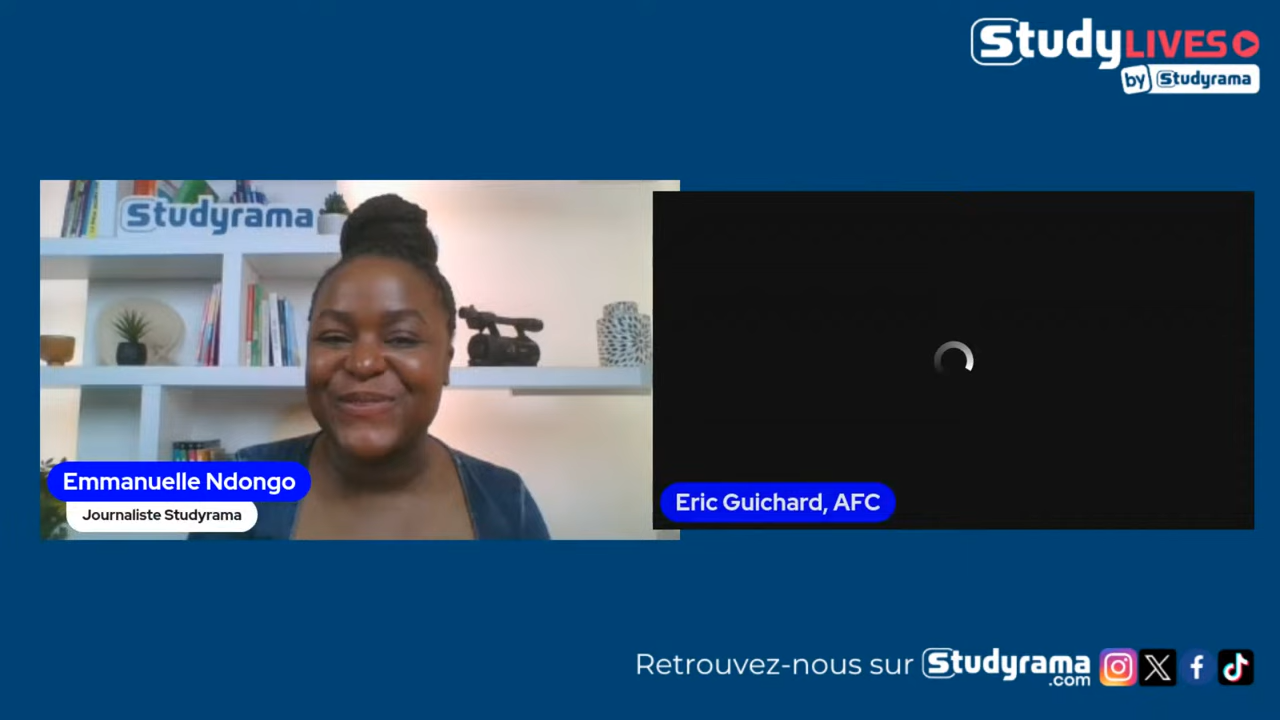 StudyLIVES
by Studyrama
Studyrama
Emmanuelle Ndongo
Journaliste Studyrama
Eric Guichard, AFC
Retrouvez-nous sur Studyrama
.com